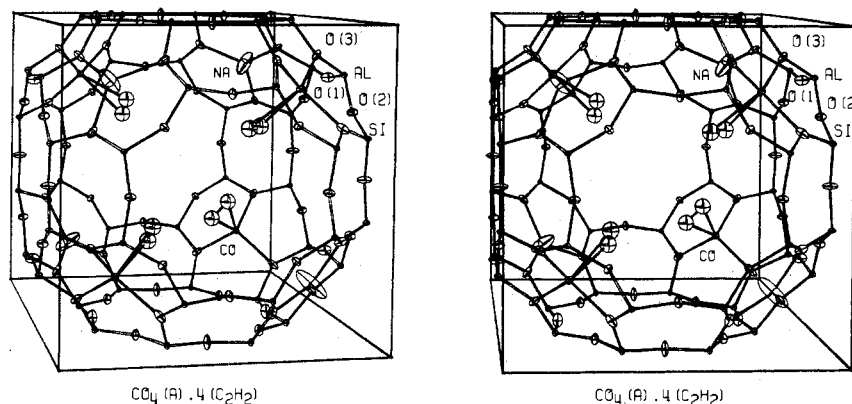 O(3)
AL
NA
O(1)
O(2)
SI
CO
CO4(A).4(C2H2)
O(3)
AL
NA
O(1
O(2)
SI
CO
CO4(A).4(C2H2)